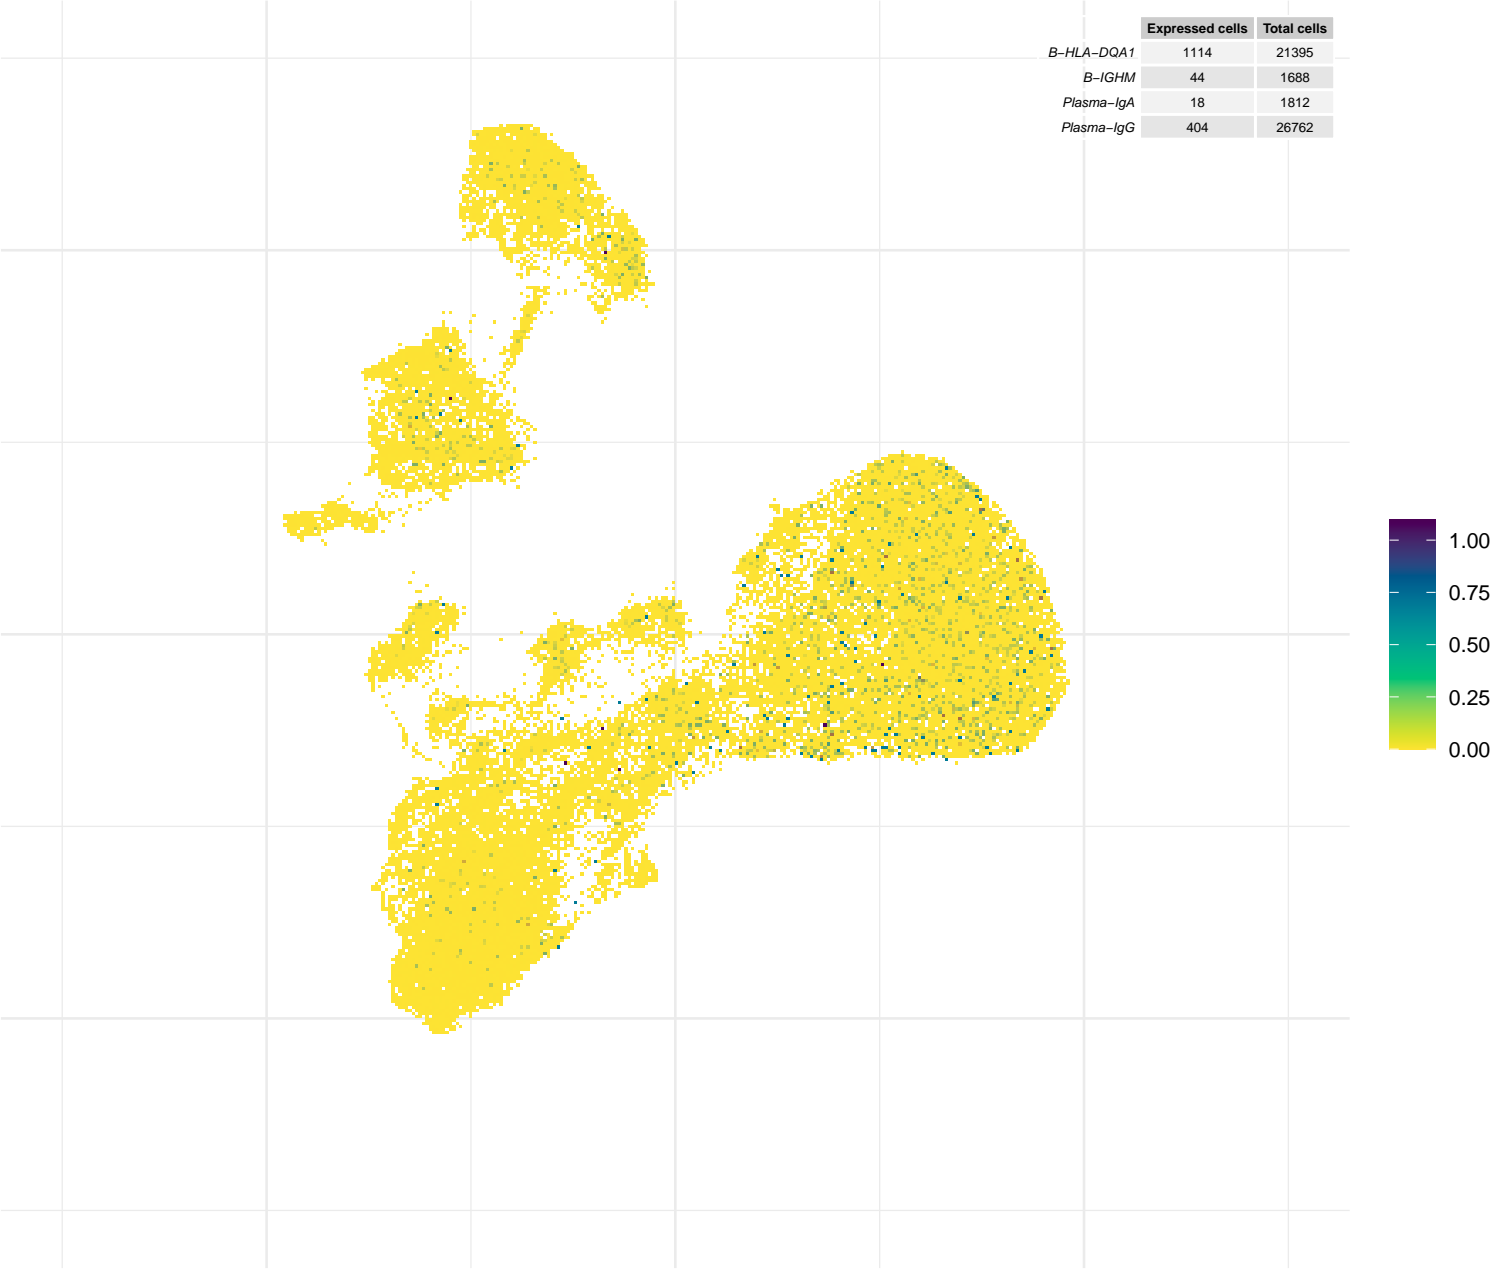 Expressed cells Total cells
B−HLA−DQA1 1114 21395
B−IGHM 44 1688
Plasma−IgA 18 1812
Plasma−IgG 404 26762
1.00
0.75
0.50
0.25
0.00